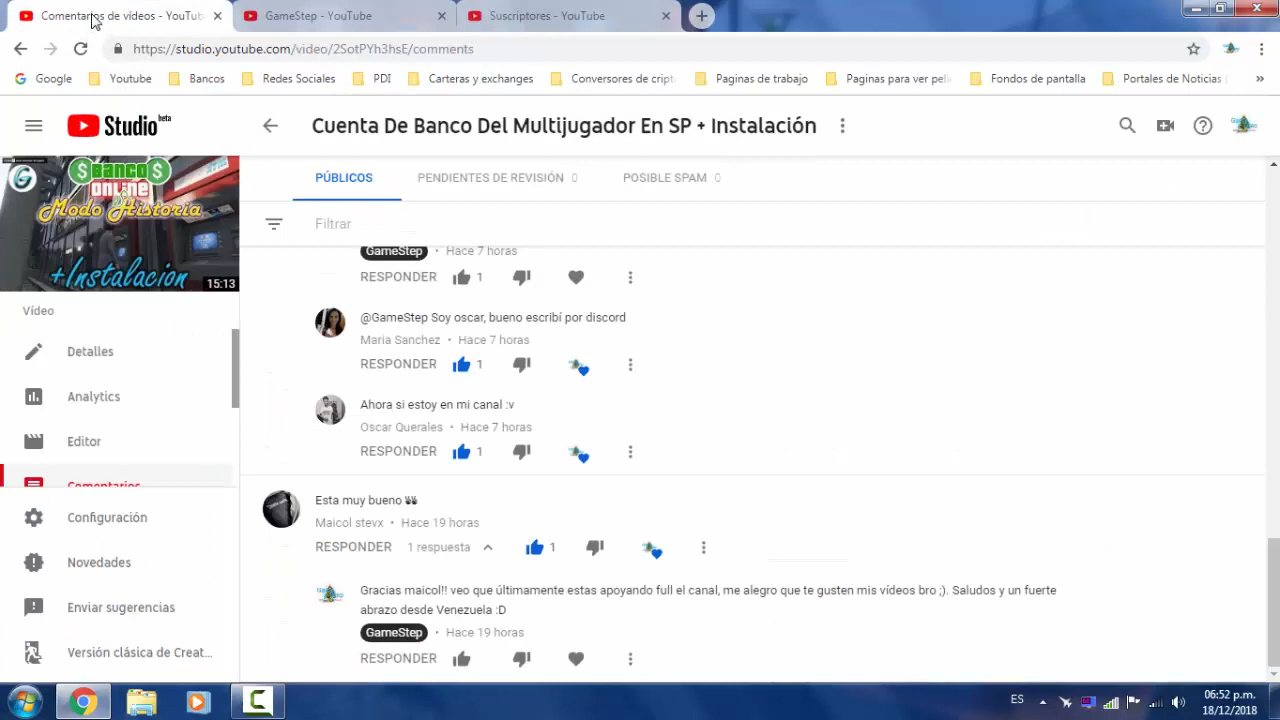 Comentarios de vídeos - YouTub
GameStep - YouTube
Suscriptores - YouTube
https://studio.youtube.com/video/2SotPYh3hsE/comments
Google
Youtube
Bancos
Redes Sociales
PDI
Carteras y exchanges
Conversores de cript
Paginas de trabajo
Paginas para ver peli
Fondos de pantalla
Portales de Noticias (
»
Studio beta
Cuenta De Banco Del Multijugador En SP + Instalación
BANCO
ONLINE
Modo Historia
+Instalacion
15:13
PÚBLICOS
PENDIENTES DE REVISIÓN 0
POSIBLE SPAM 0
Filtrar
GameStep • Hace 7 horas
RESPONDER 1
@GameStep Soy oscar, bueno escribí por discord
Maria Sanchez • Hace 7 horas
RESPONDER 1
Ahora si estoy en mi canal :v
Oscar Querales • Hace 7 horas
RESPONDER 1
Esta muy bueno
Maicol stevx • Hace 19 horas
RESPONDER 1 respuesta 1
Gracias maicol!! veo que últimamente estas apoyando full el canal, me alegro que te gusten mis vídeos bro ;). Saludos y un fuerte
abrazo desde Venezuela :D
GameStep • Hace 19 horas
RESPONDER
Vídeo
Detalles
Analytics
Editor
Comentarios
Configuración
Novedades
Enviar sugerencias
Versión clásica de Creat...
ES
06:52 p.m.
18/12/2018